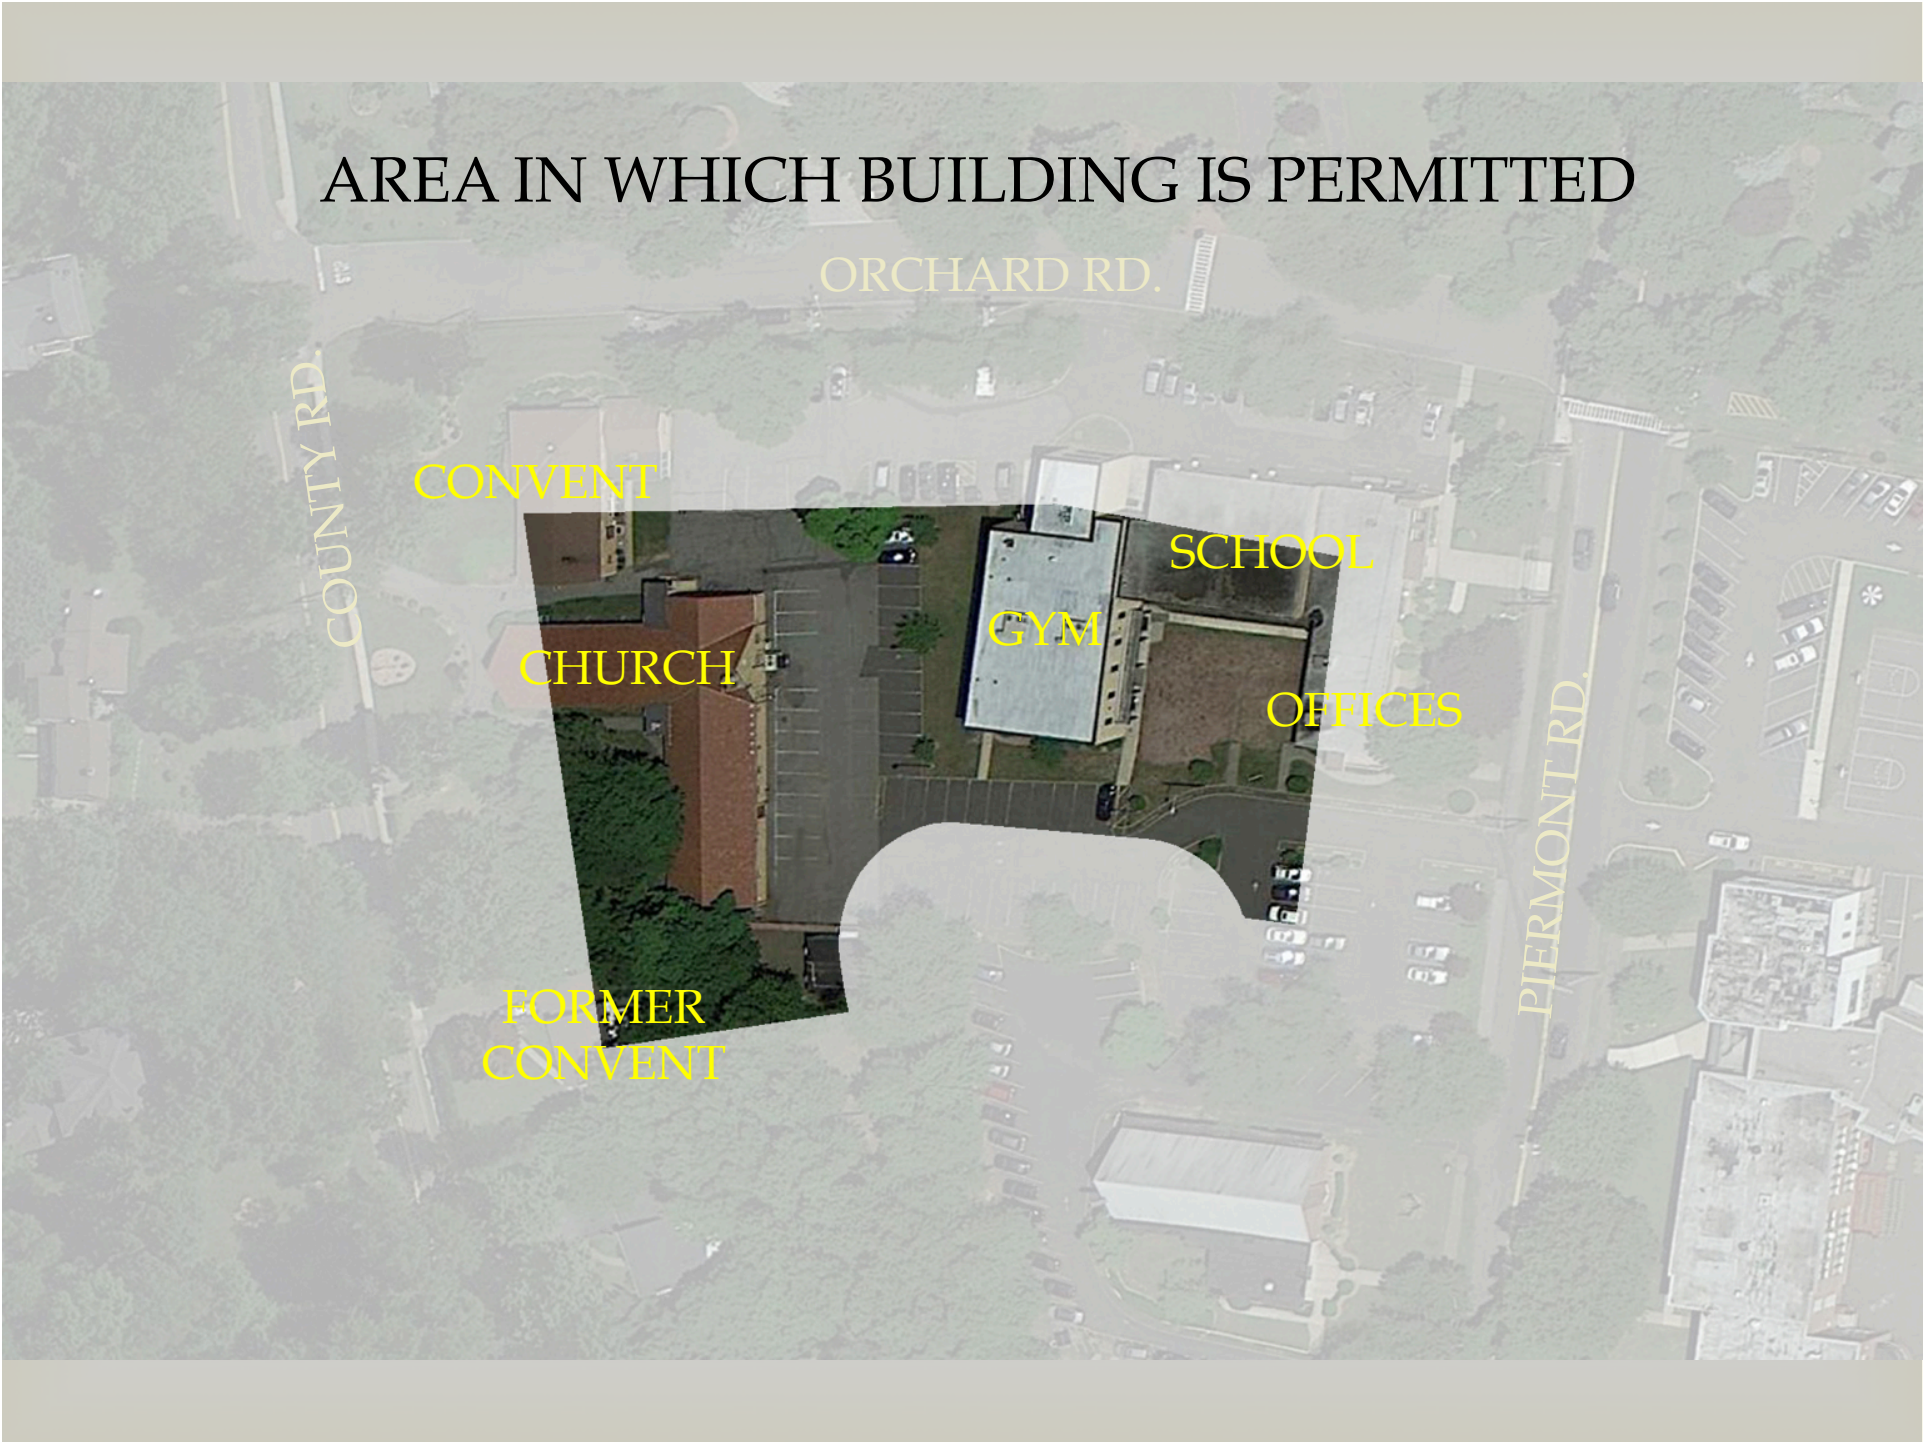 AREA IN WHICH BUILDING IS PERMITTED
ORCHARD RD.
COUNTY RD.
CONVENT
SCHOOL
GYM
CHURCH
OFFICES
PIERMONT RD.
FORMER
CONVENT